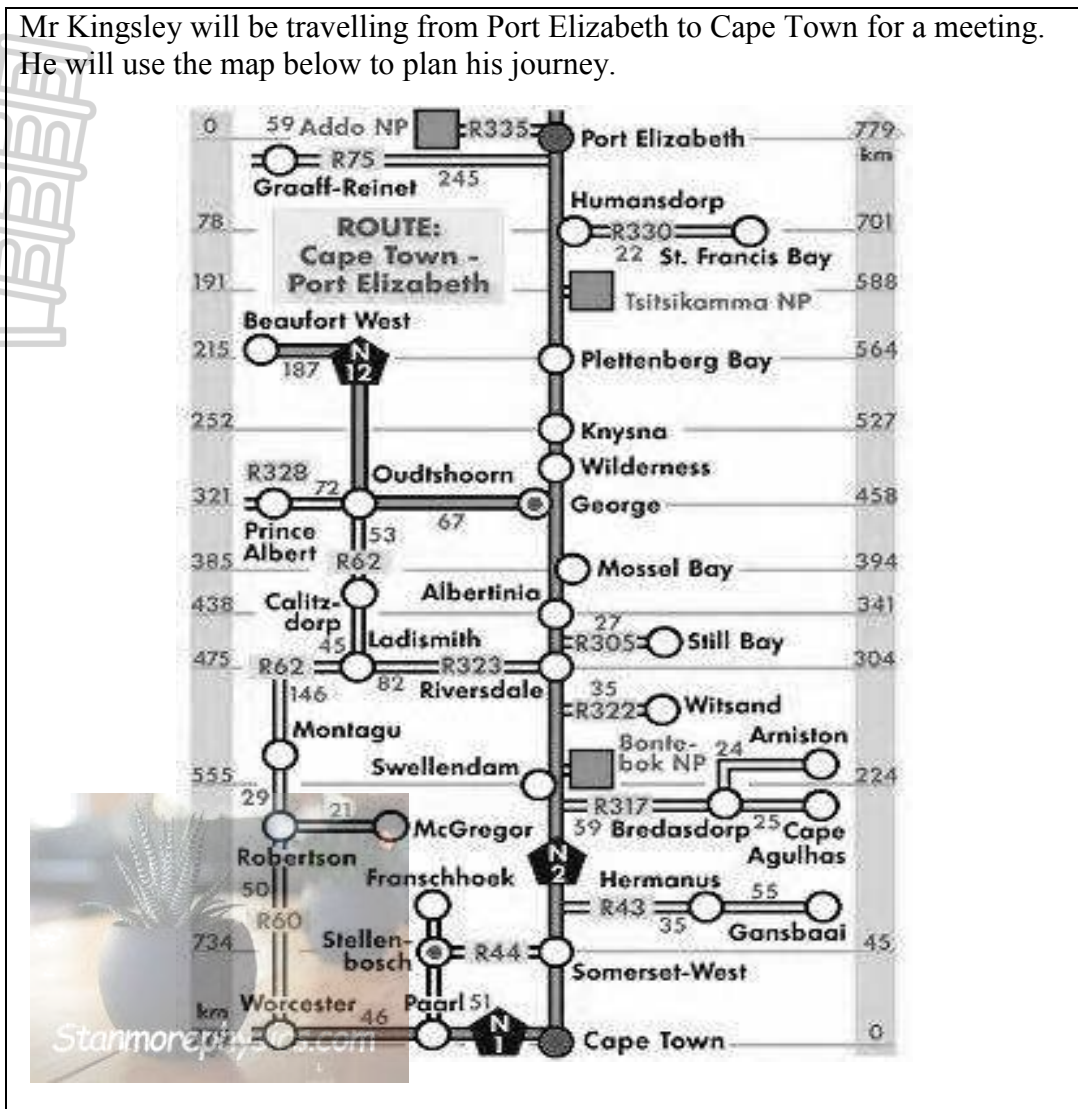 Mr Kingsley will be travelling from Port Elizabeth to Cape Town for a meeting.
He will use the map below to plan his journey.
0 59 Addo NP R335 Port Elizabeth 779
km
R75
Graaff-Reinet 245
Humansdorp
78 ROUTE: R330 701
Cape Town - 22 St. Francis Bay
191 Port Elizabeth 588
Tsitsikamma NP
Beaufort West
215 N Plettenberg Bay 564
187 12
252 Knysna 527
R328 Oudtshoorn Wilderness
72
321 George 458
67
Prince 53
Albert
385 R62 Mossel Bay 394
438 Calitz- Albertinia 341
dorp 27
45 Ladismith R305 Still Bay
475 R62 R323 304
146 82 Riversdale 35
R322 Witsand
Montagu Bonte- 24 Arniston
Swellendam bok NP
555 224
29 R317
21 McGregor 59 Bredasdorp 25 Cape
Agulhas
Robertson N
Franschhoek 2 Hermanus
50 R43 55
R60 35 Gansbaai
734 Stellen- R44 45
bosch Somerset-West
km Worcester Paarl 51
46 N
1 Cape Town 0
Stanmorephysics.com